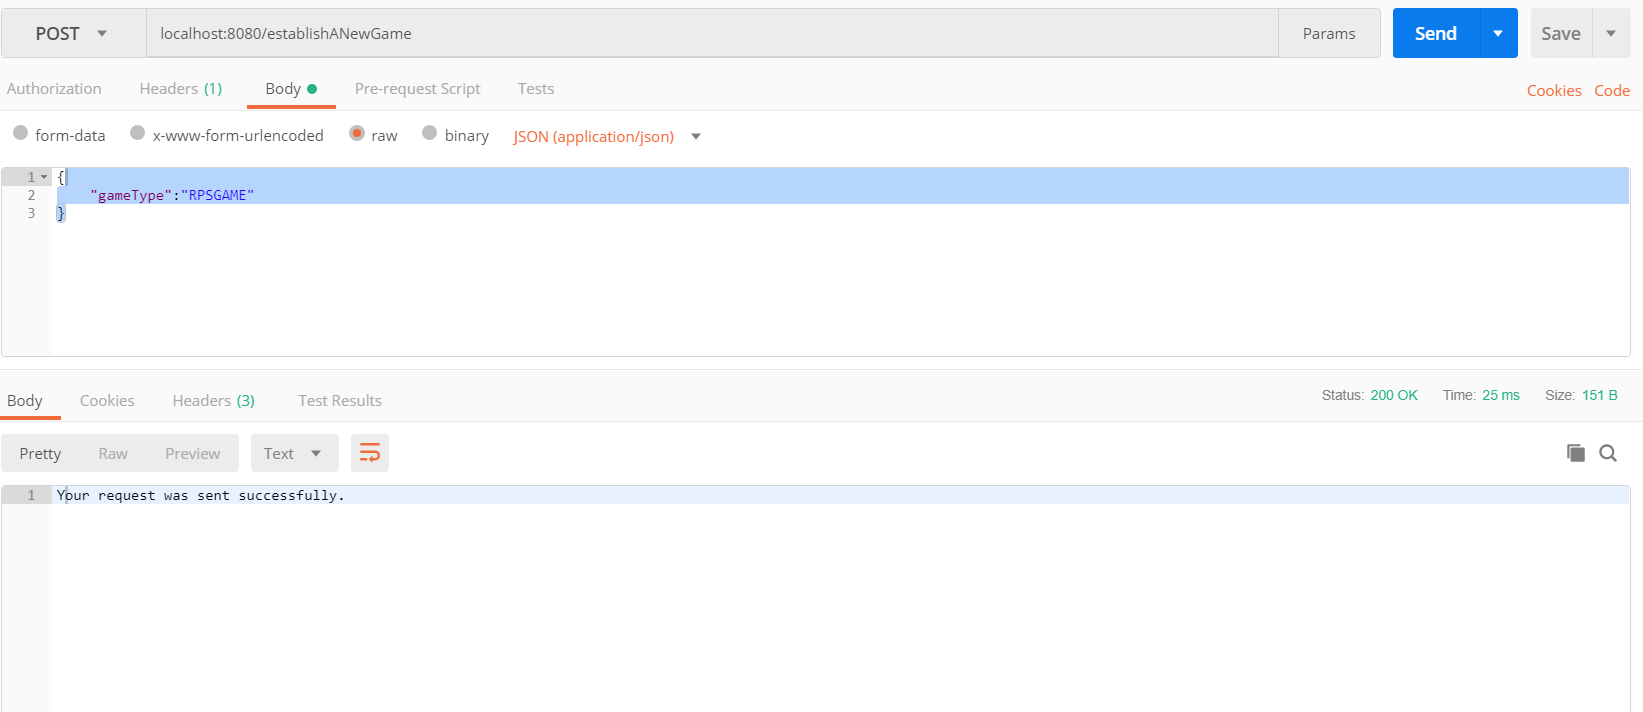 POST localhost:8080/establishANewGame Params Send Save
Authorization Headers (1) Body Pre-request Script Tests Cookies Code
form-data x-www-form-urlencoded raw binary JSON (application/json)
1 {
2 "gameType":"RPSGAME"
3 }
Body Cookies Headers (3) Test Results Status: 200 OK Time: 25 ms Size: 151 B
Pretty Raw Preview Text
1 Your request was sent successfully.